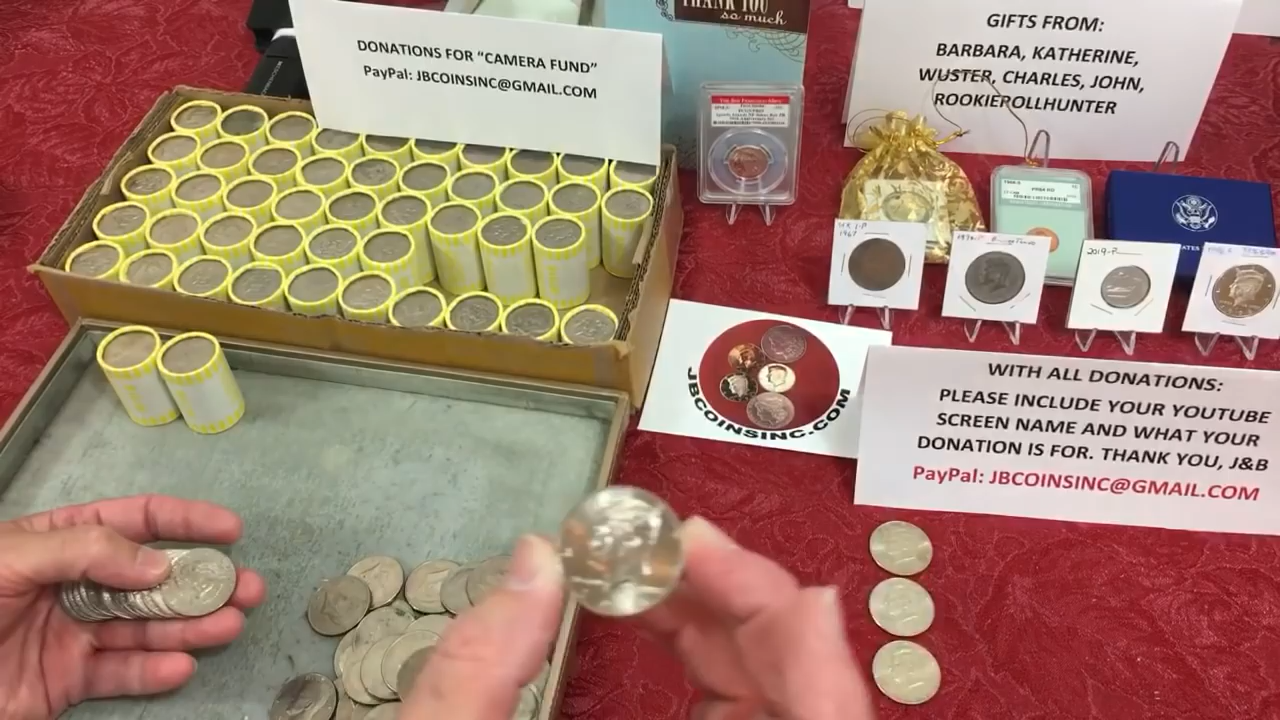 THANK YOU
so much
DONATIONS FOR “CAMERA FUND”
PayPal: JBCOINSINC@GMAIL.COM
GIFTS FROM:
BARBARA, KATHERINE,
WUSTER, CHARLES, JOHN,
ROOKIEROLLHUNTER
1967
2019-P
JBCOINSINC.COM
WITH ALL DONATIONS:
PLEASE INCLUDE YOUR YOUTUBE
SCREEN NAME AND WHAT YOUR
DONATION IS FOR. THANK YOU, J&B
PayPal: JBCOINSINC@GMAIL.COM